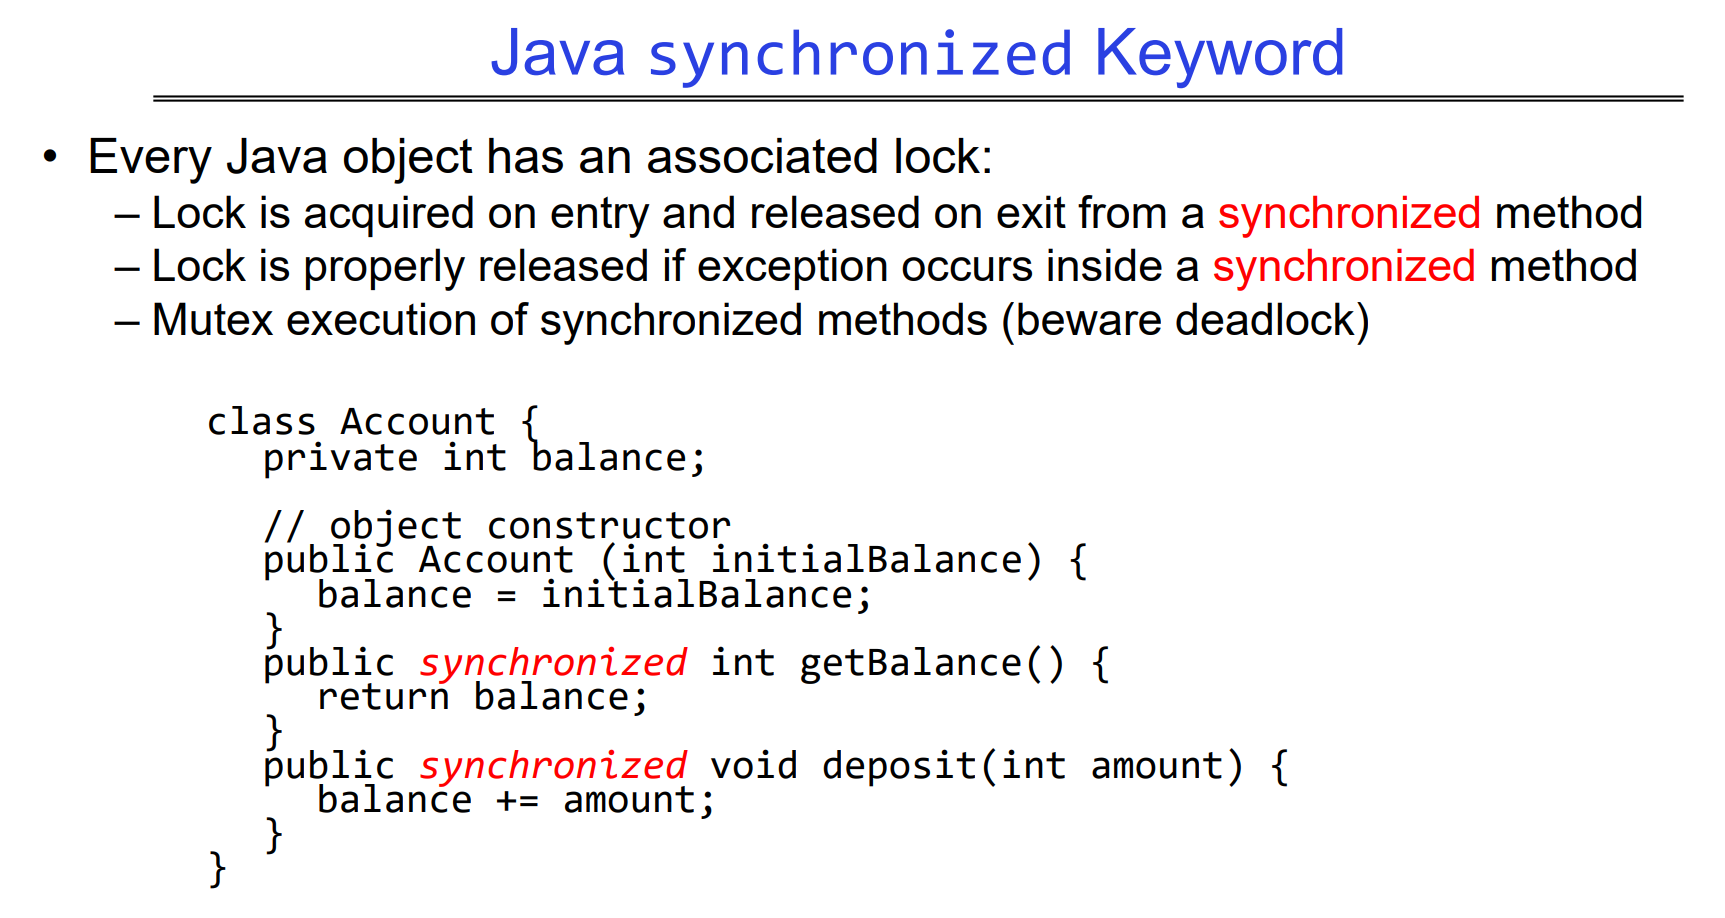 Java synchronized Keyword
• Every Java object has an associated lock:
– Lock is acquired on entry and released on exit from a synchronized method
– Lock is properly released if exception occurs inside a synchronized method
– Mutex execution of synchronized methods (beware deadlock)
class Account {
private int balance;
// object constructor
public Account (int initialBalance) {
balance = initialBalance;
}
public synchronized int getBalance() {
return balance;
}
public synchronized void deposit(int amount) {
balance += amount;
}
}